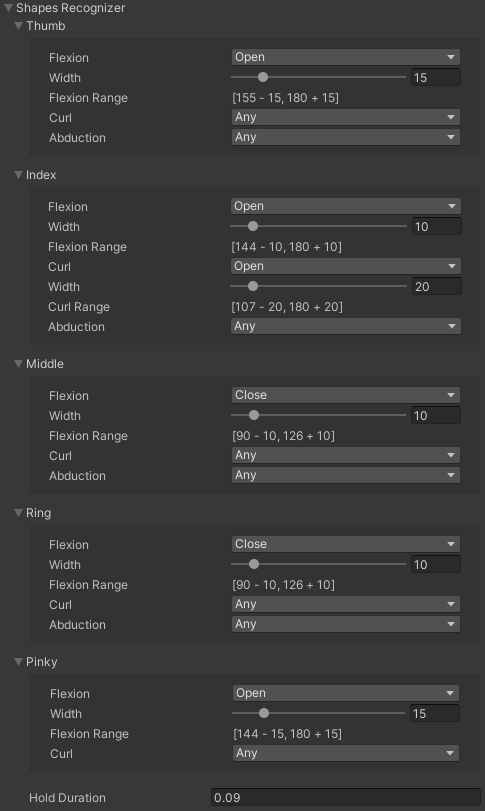 Shapes Recognizer
Thumb
Flexion Open
Width 15
Flexion Range [155 - 15, 180 + 15]
Curl Any
Abduction Any
Index
Flexion Open
Width 10
Flexion Range [144 - 10, 180 + 10]
Curl Open
Width 20
Curl Range [107 - 20, 180 + 20]
Abduction Any
Middle
Flexion Close
Width 10
Flexion Range [90 - 10, 126 + 10]
Curl Any
Abduction Any
Ring
Flexion Close
Width 10
Flexion Range [90 - 10, 126 + 10]
Curl Any
Abduction Any
Pinky
Flexion Open
Width 15
Flexion Range [144 - 15, 180 + 15]
Curl Any
Hold Duration 0.09